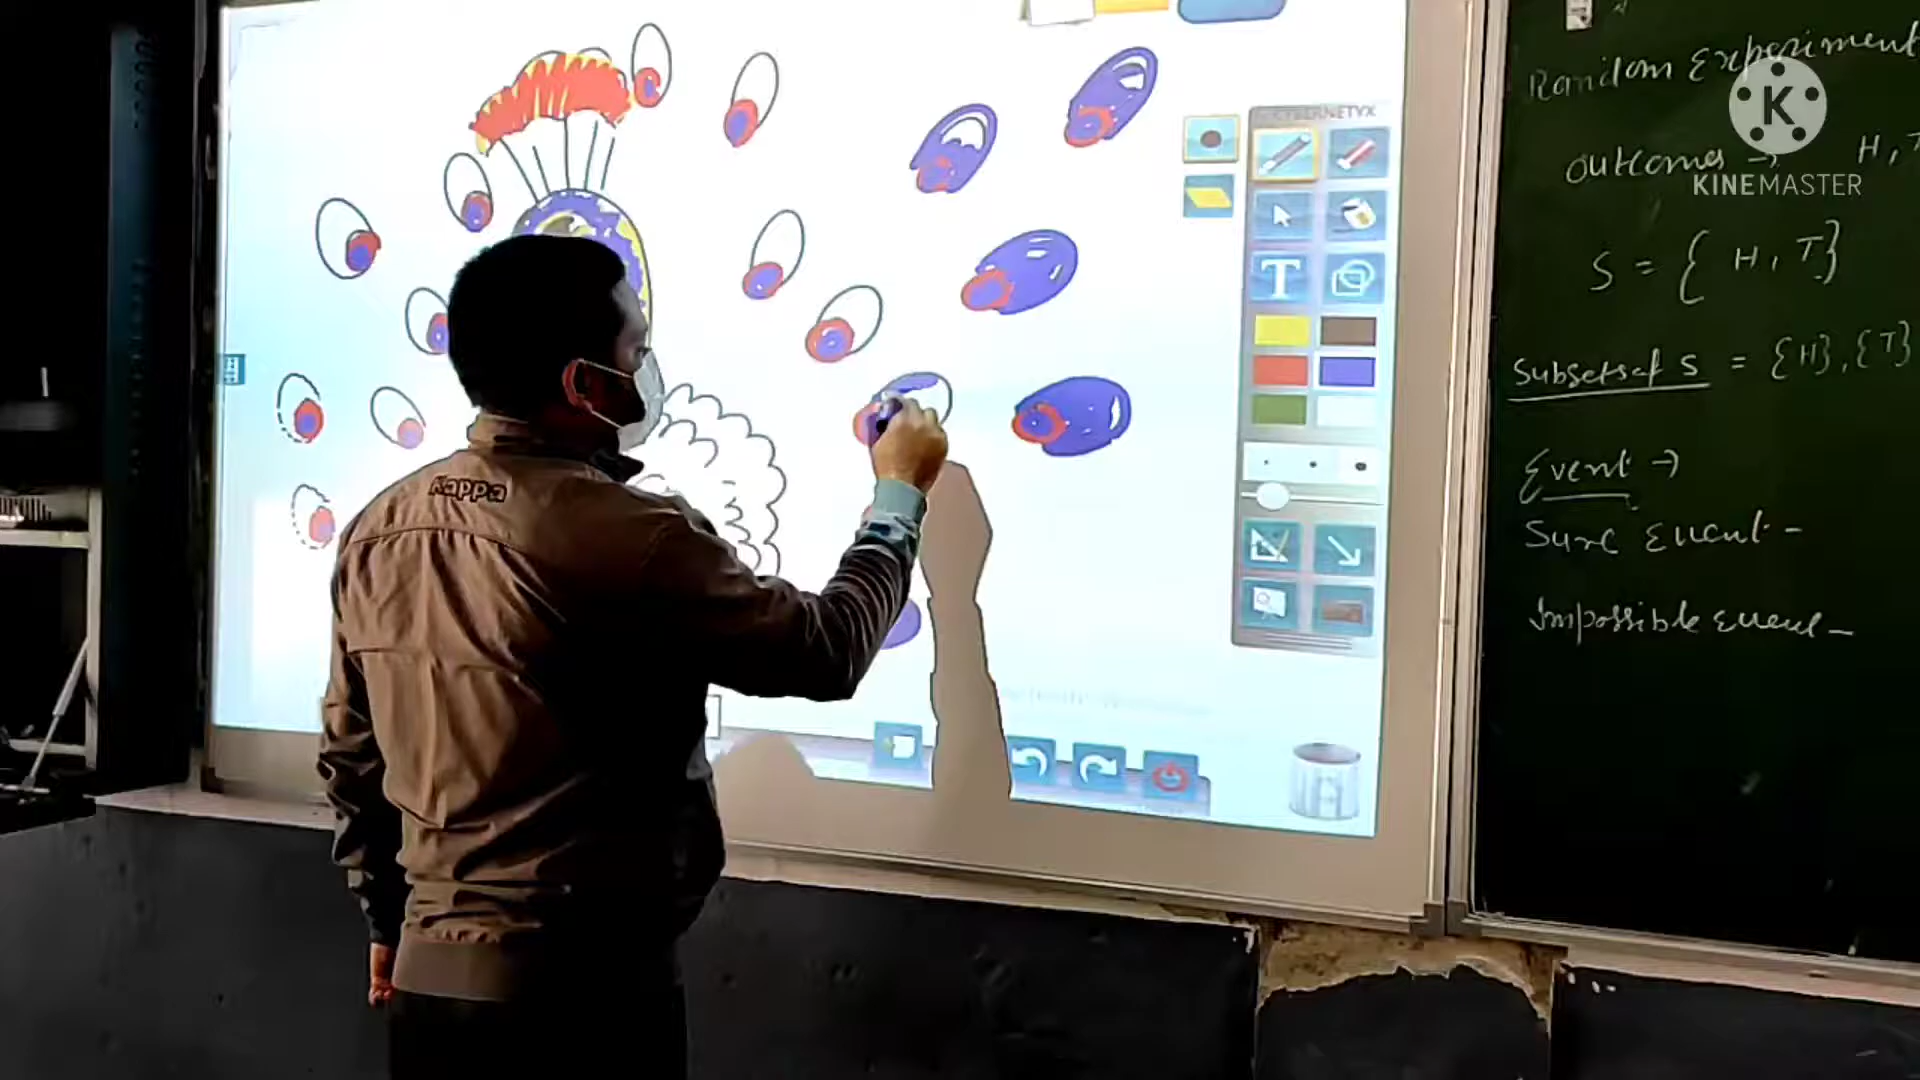 CYBERNETYX
T
Kappa
K
KINEMASTER
Random Experiment
outcomes → H, T
S = { H, T }
Subsets of S = {H}, {T}
Event →
Sure Event -
Impossible event -